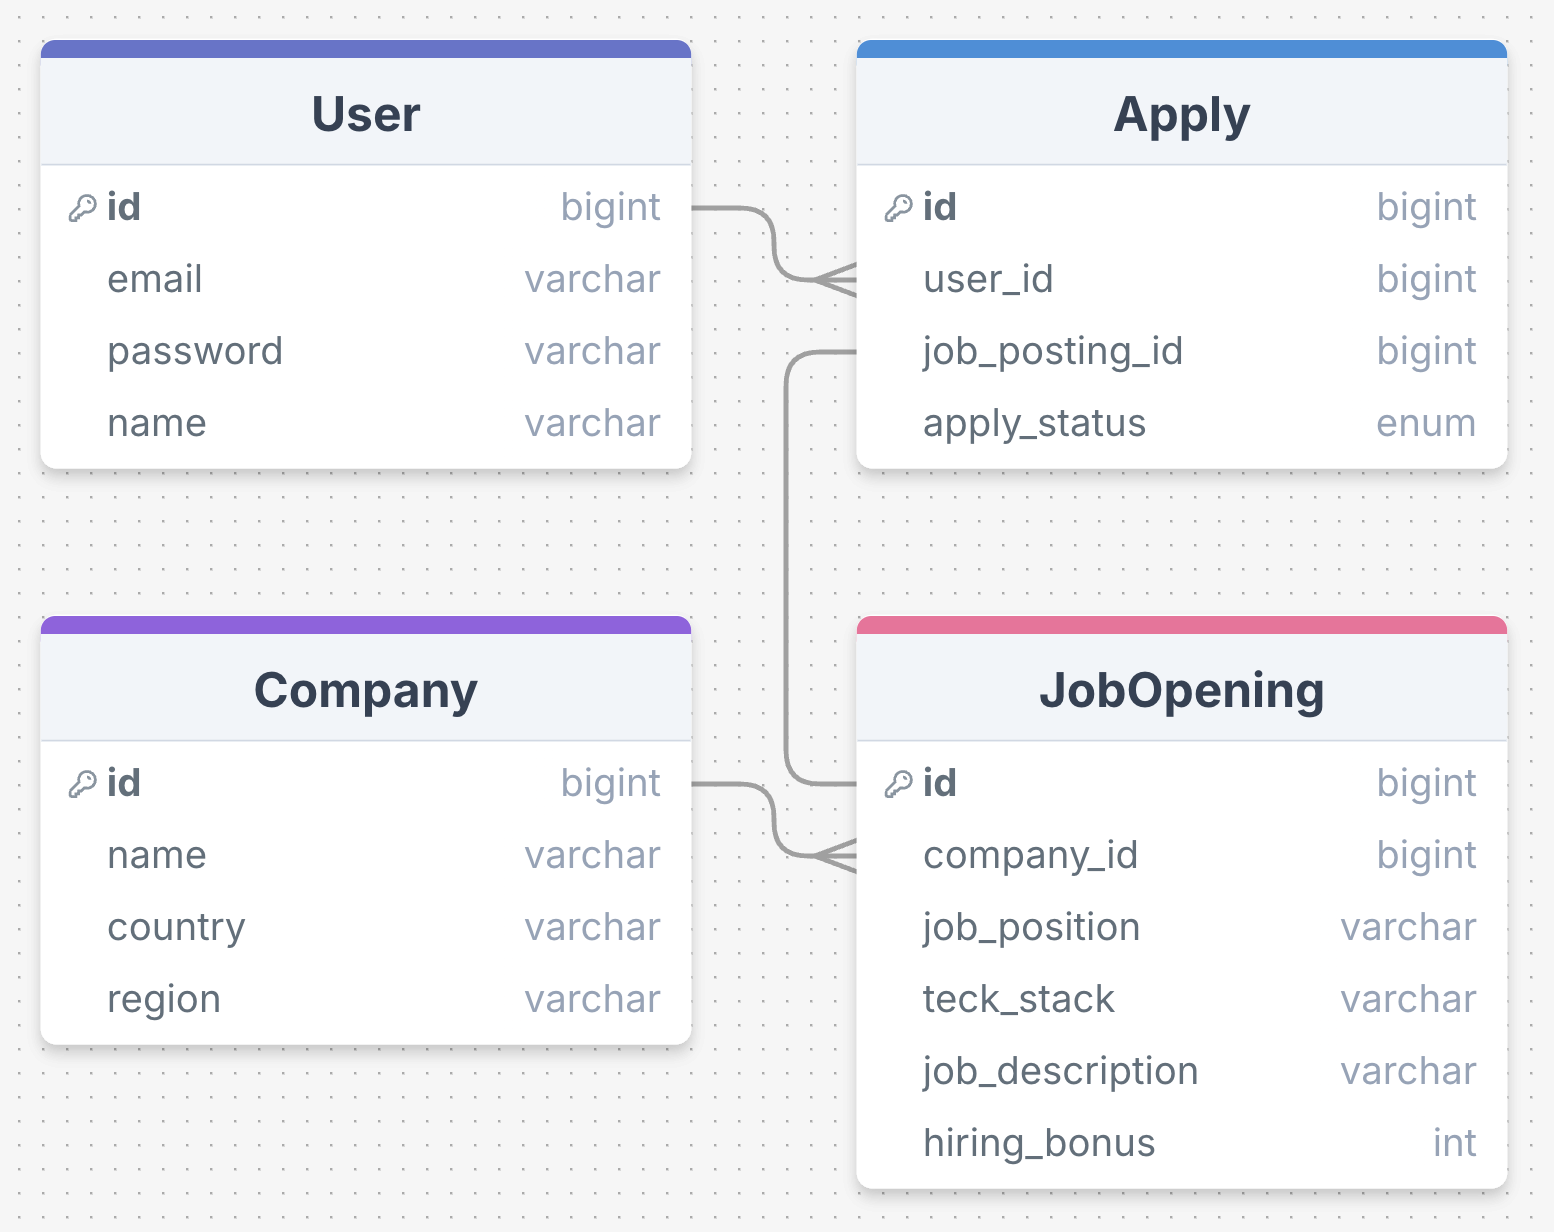 User
id bigint
email varchar
password varchar
name varchar
Apply
id bigint
user_id bigint
job_posting_id bigint
apply_status enum
Company
id bigint
name varchar
country varchar
region varchar
JobOpening
id bigint
company_id bigint
job_position varchar
teck_stack varchar
job_description varchar
hiring_bonus int